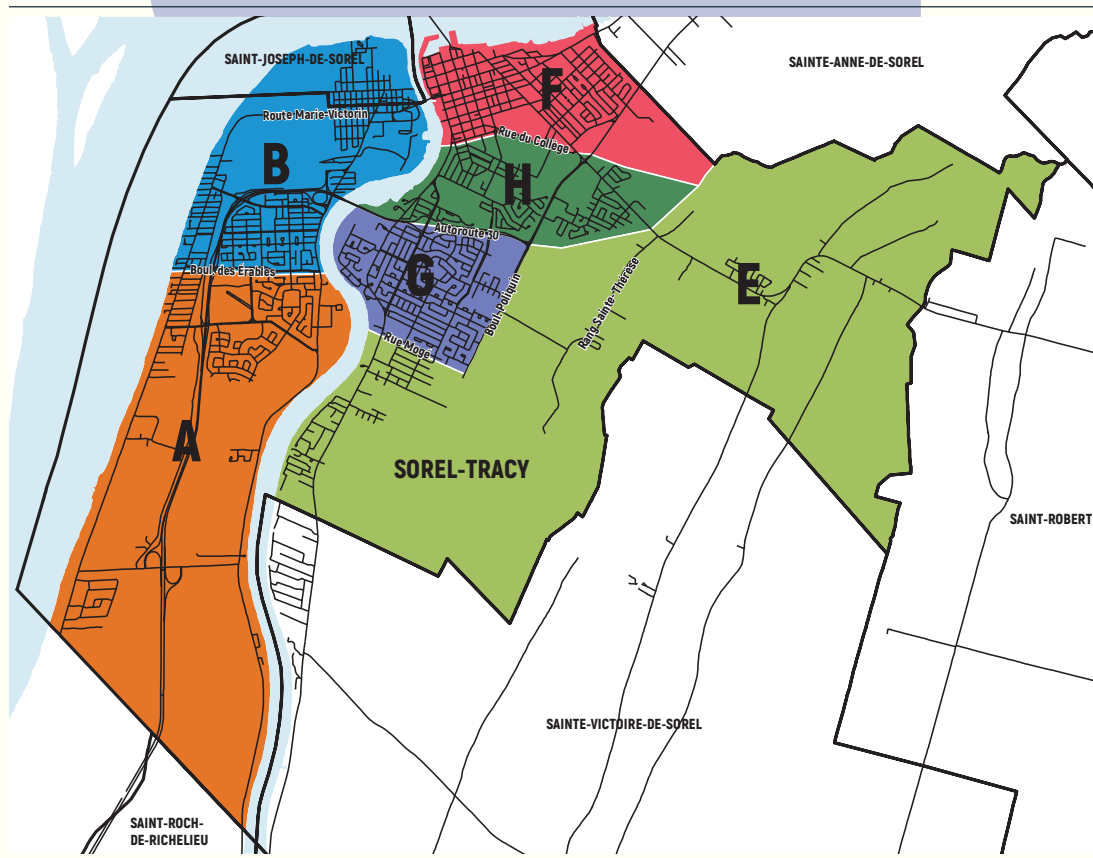 SAINT-JOSEPH-DE-SOREL
SAINTE-ANNE-DE-SOREL
F
Route Marie-Victorin
Rue du Collège
B
H
Autoroute 30
Boul. des Érables
G
E
Boul. Poliquin
Rang Sainte-Thérèse
Rue Mogé
A
SOREL-TRACY
SAINT-ROBERT
SAINTE-VICTOIRE-DE-SOREL
SAINT-ROCH-
DE-RICHELIEU